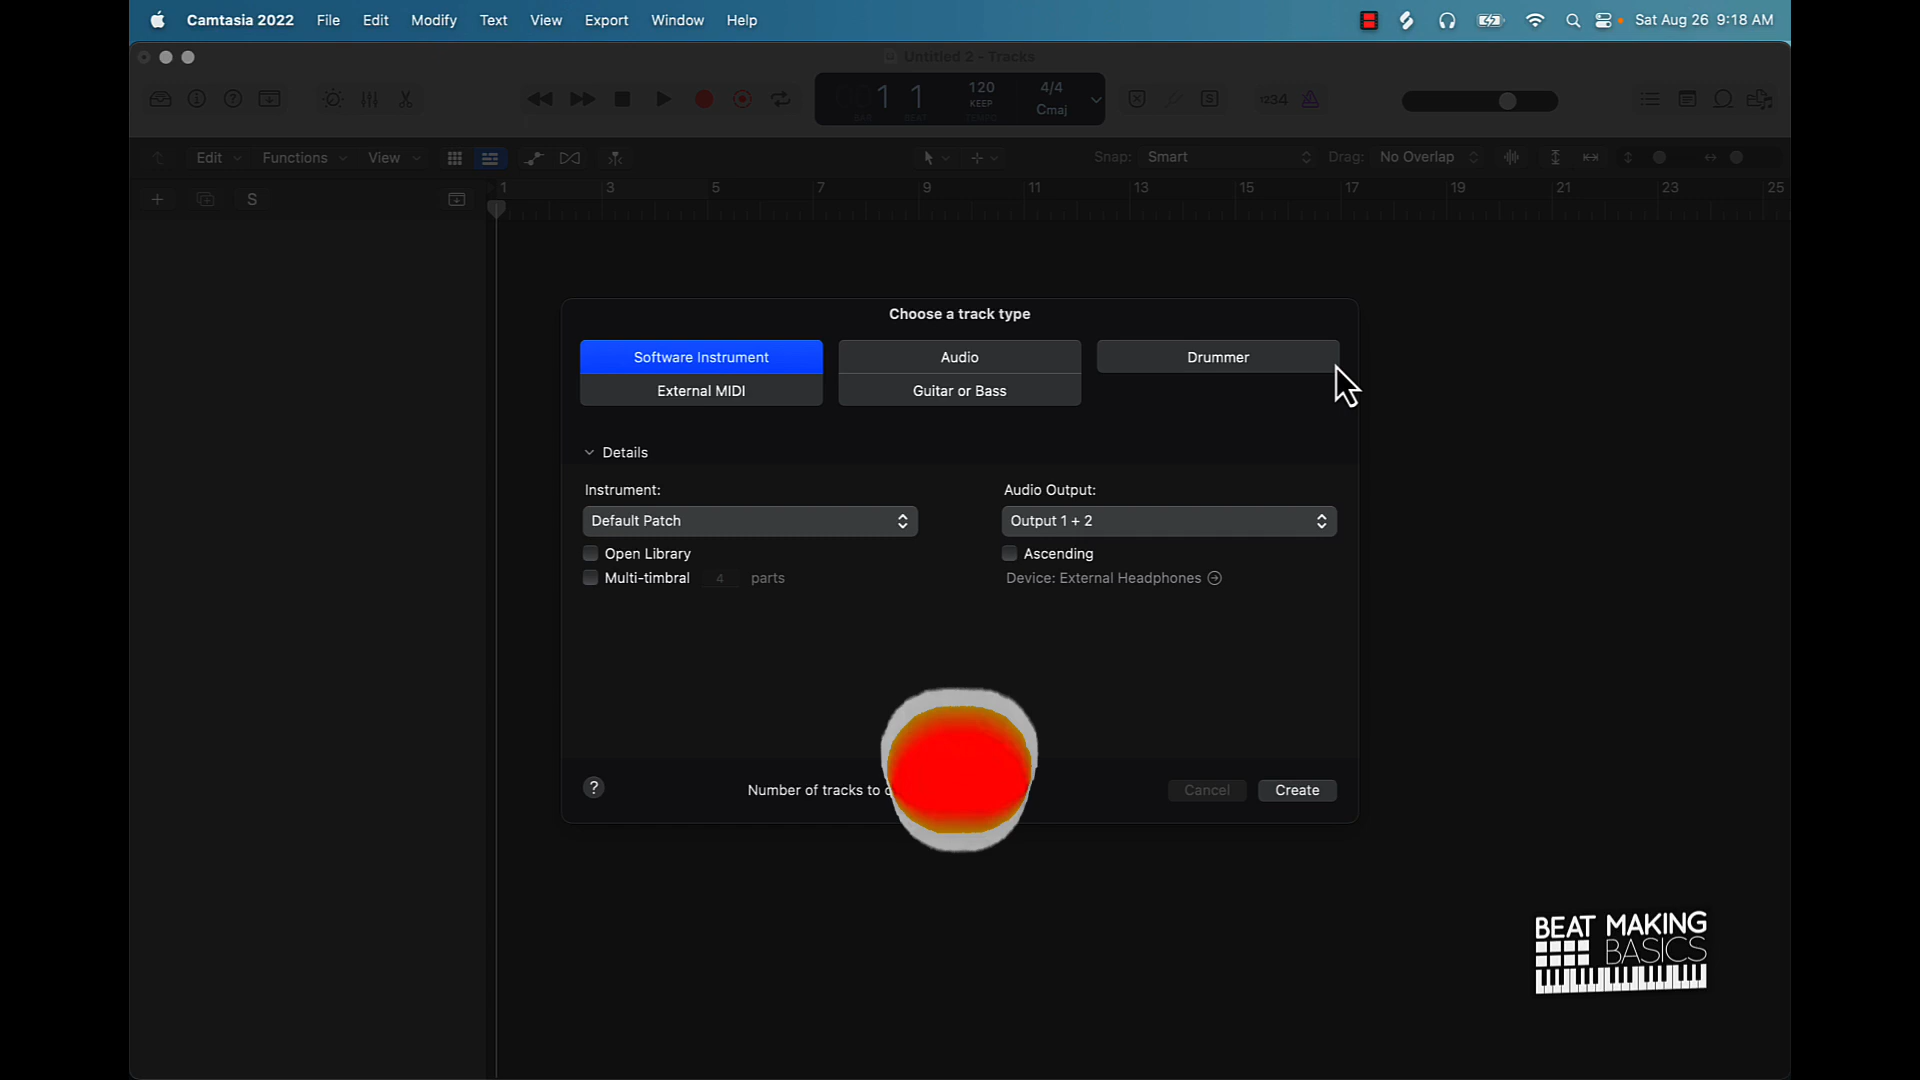 Camtasia 2022 File Edit Modify Text View Export Window Help Sat Aug 26 9:18 AM
Untitled 2 - Tracks
1 1 120 4/4
KEEP Cmaj
BAR BEAT TEMPO
1234
Edit Functions View Snap: Smart Drag: No Overlap
S 1 3 5 7 9 11 13 15 17 19 21 23 25
Choose a track type
Software Instrument Audio Drummer
External MIDI Guitar or Bass
Details
Instrument: Audio Output:
Default Patch Output 1 + 2
Open Library Ascending
Multi-timbral 4 parts Device: External Headphones
? Number of tracks to Cancel Create
BEAT MAKING
BASICS